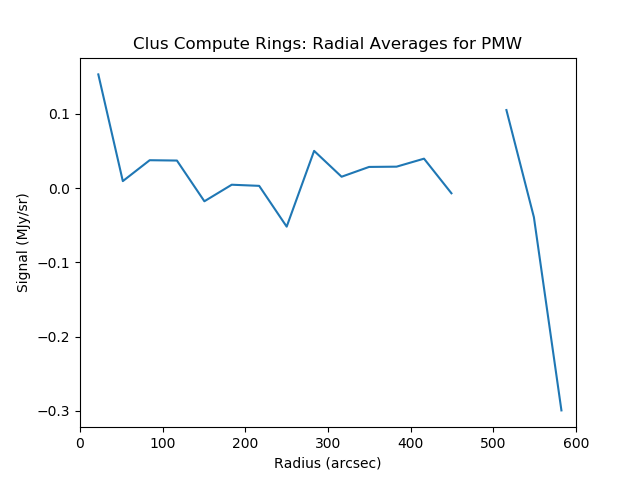 Clus Compute Rings: Radial Averages for PMW
Signal (MJy/sr)
0.1
0.0
−0.1
−0.2
−0.3
0 100 200 300 400 500 600
Radius (arcsec)